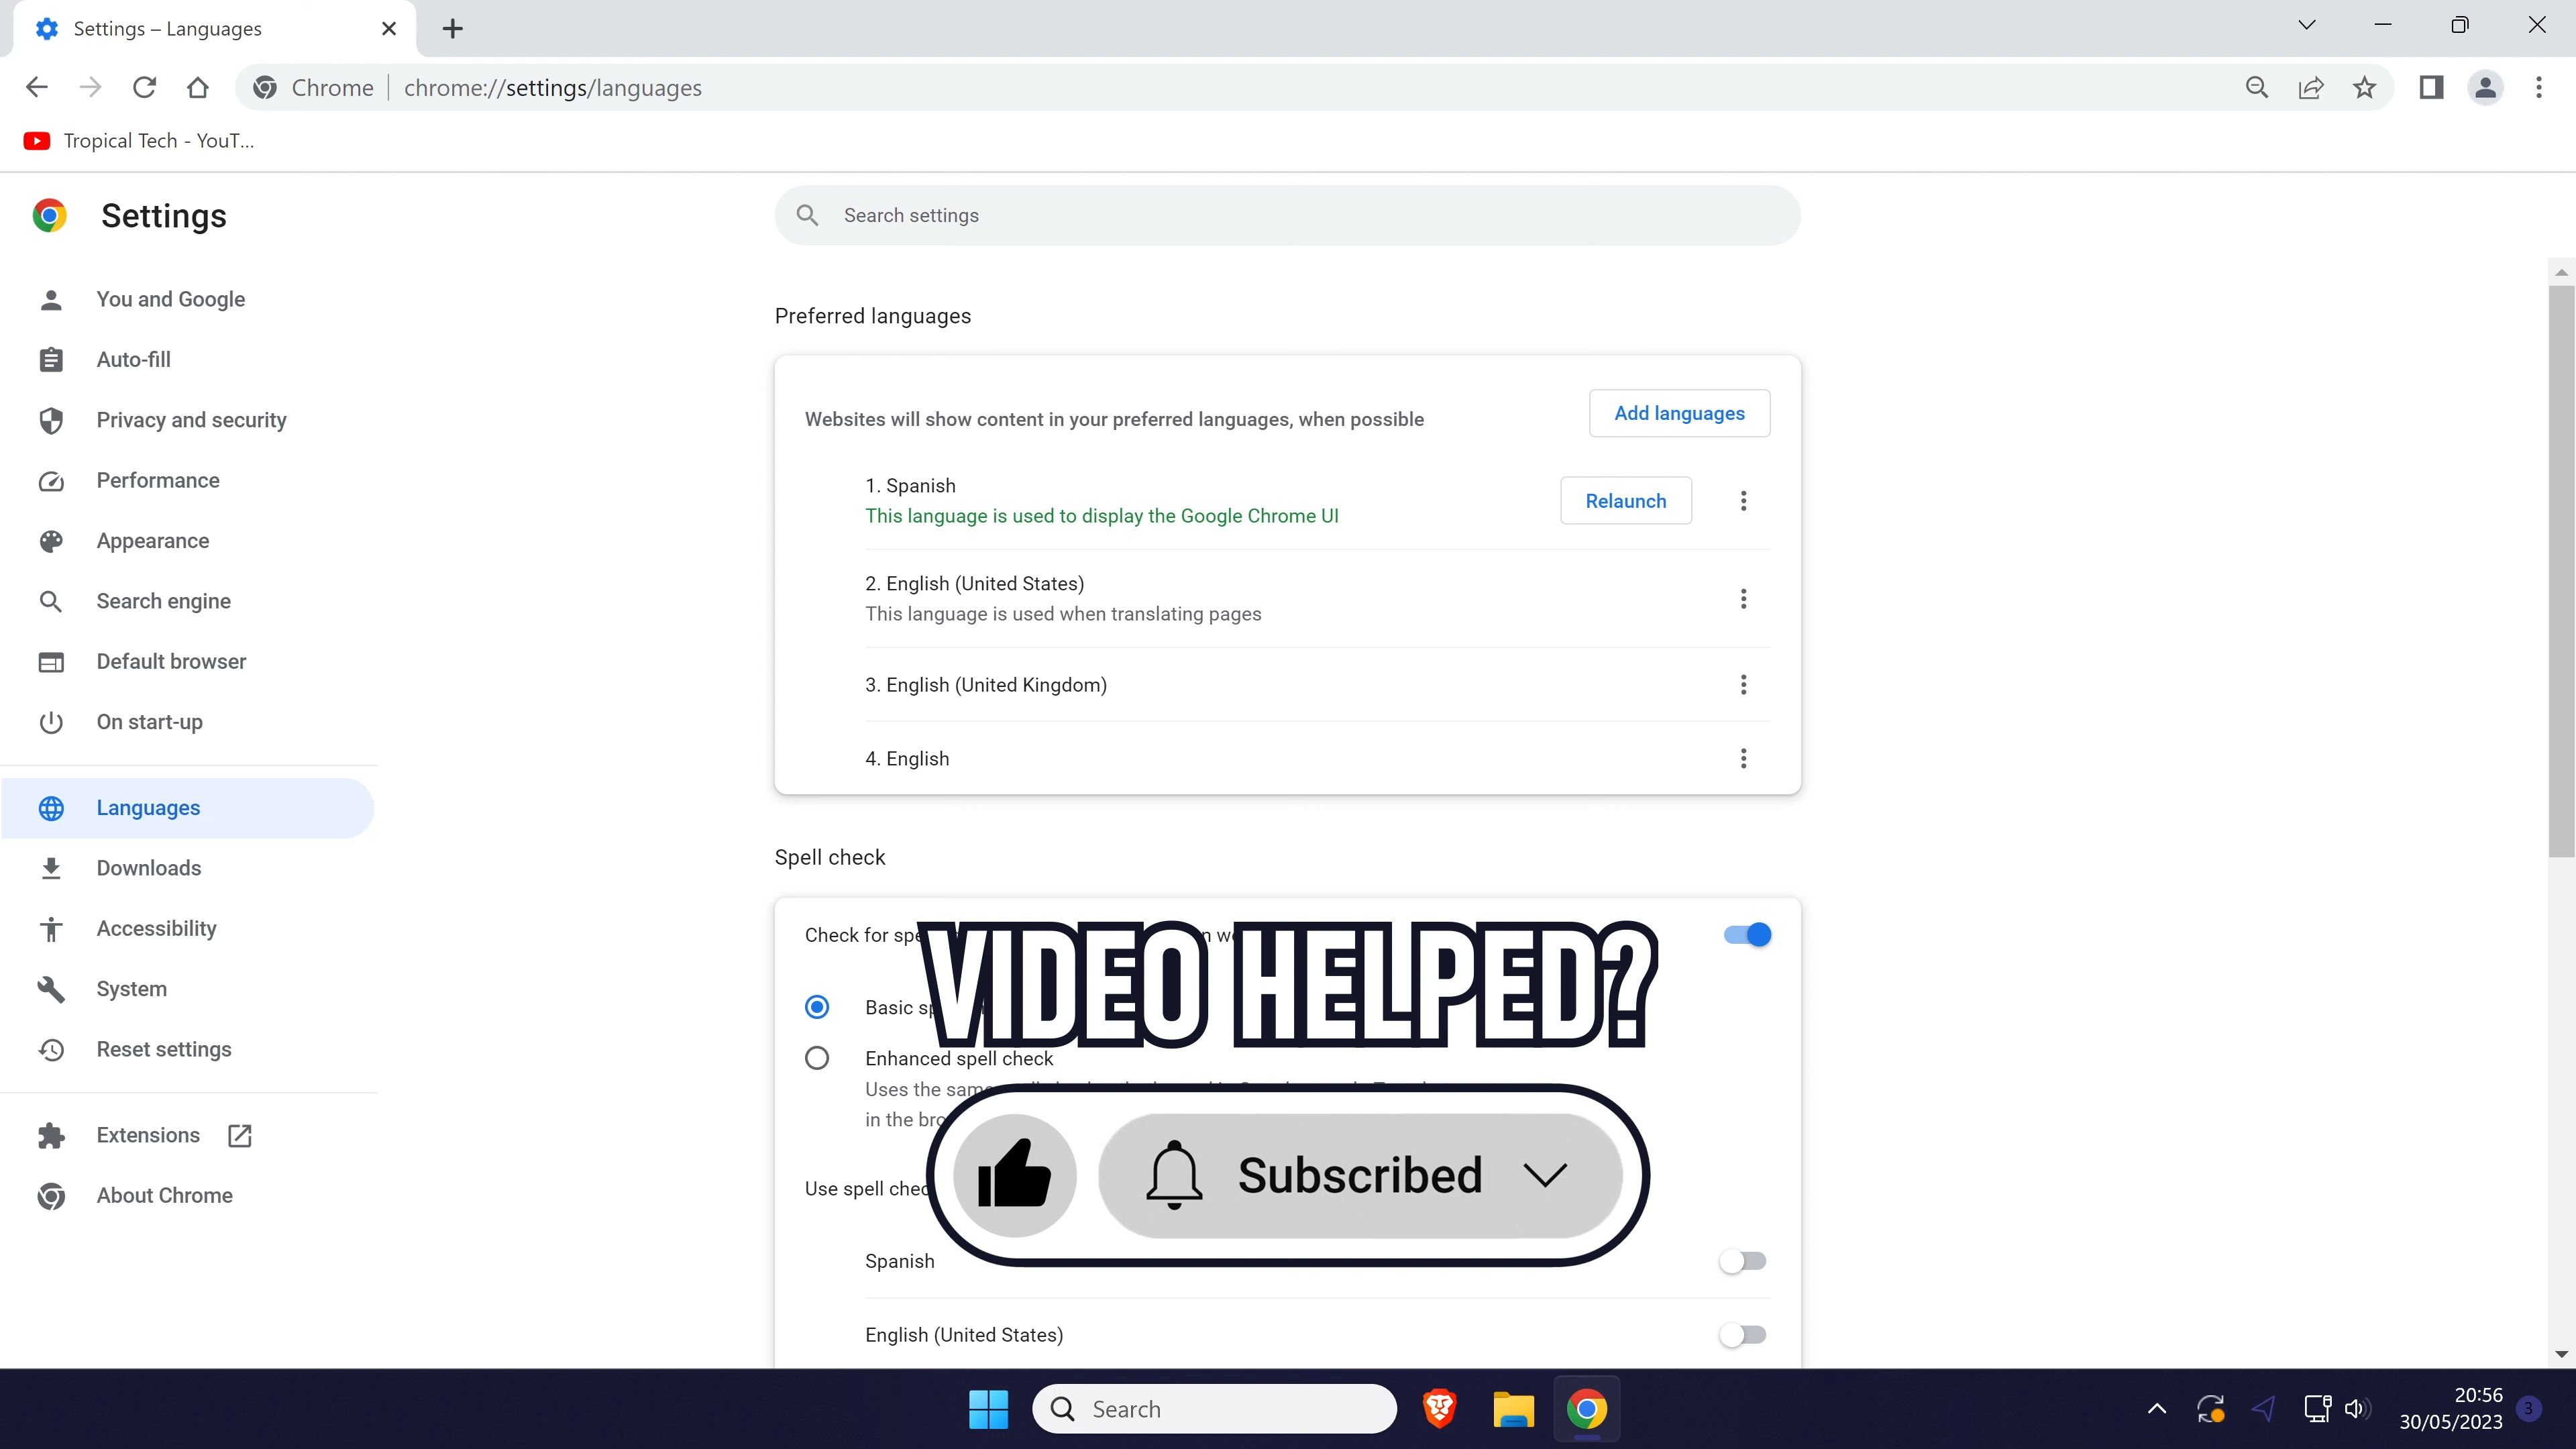 Settings – Languages
Chrome
chrome://settings/languages
Tropical Tech - YouT...
Settings
Search settings
You and Google
Auto-fill
Privacy and security
Performance
Appearance
Search engine
Default browser
On start-up
Languages
Downloads
Accessibility
System
Reset settings
Extensions
About Chrome
Preferred languages
Websites will show content in your preferred languages, when possible
Add languages
1. Spanish
This language is used to display the Google Chrome UI
Relaunch
2. English (United States)
This language is used when translating pages
3. English (United Kingdom)
4. English
Spell check
Check for
VIDEO HELPED?
Basic
Enhanced spell check
Uses the
in the
Subscribed
Use spell
Spanish
English (United States)
Search
20:56
30/05/2023
3